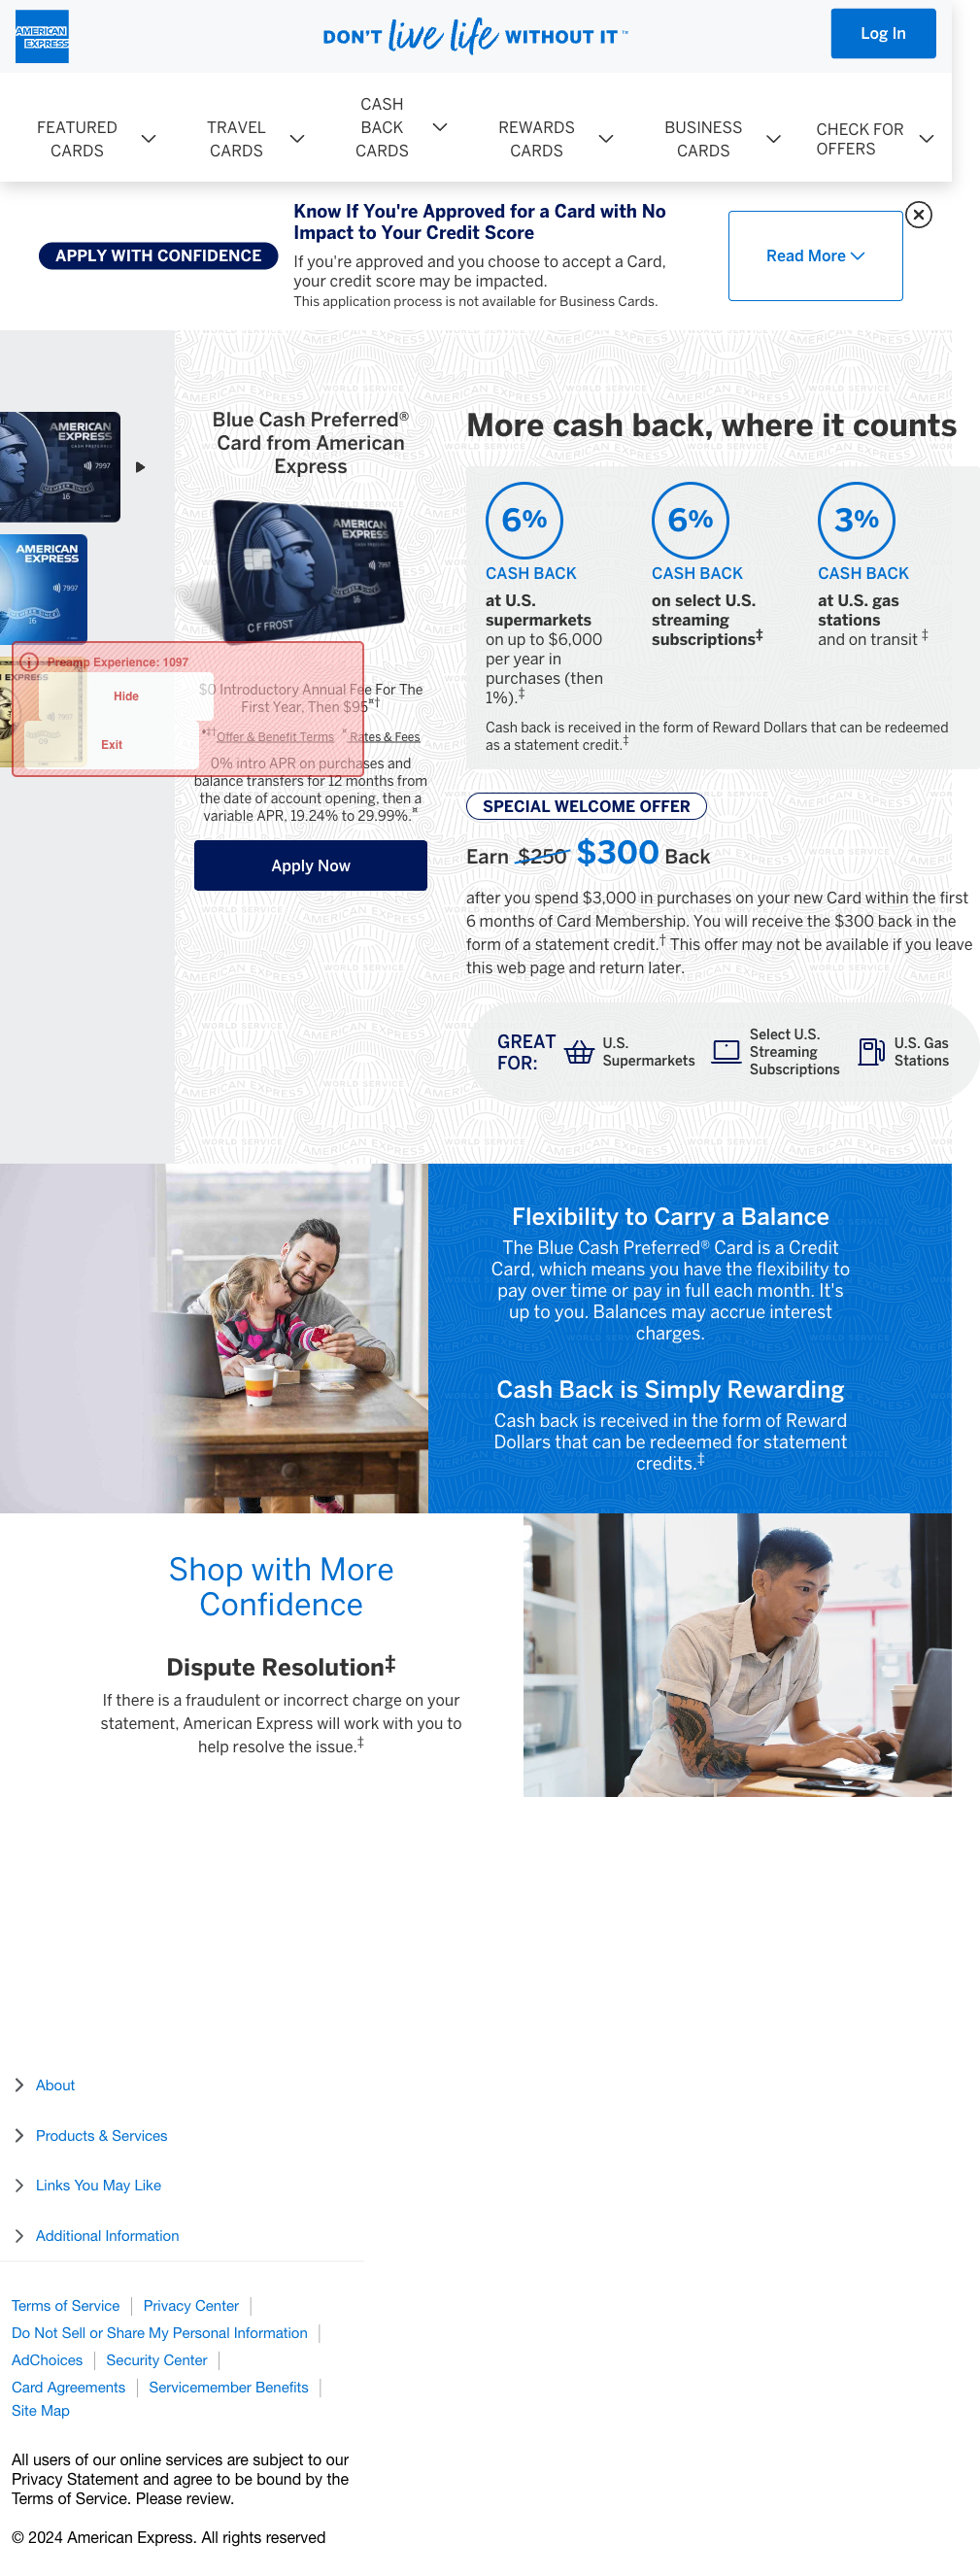 AMERICAN
EXPRESS
DON'T live life WITHOUT IT™
Log In
FEATURED
CARDS
TRAVEL
CARDS
CASH
BACK
CARDS
REWARDS
CARDS
BUSINESS
CARDS
CHECK FOR
OFFERS
APPLY WITH CONFIDENCE
Know If You're Approved for a Card with No
Impact to Your Credit Score
If you're approved and you choose to accept a Card,
your credit score may be impacted.
This application process is not available for Business Cards.
Read More
AMERICAN
EXPRESS
CASH PREFERRED
7997
16
AMERICAN
EXPRESS
7997
16
Preamp Experience: 1097
Hide
Exit
Blue Cash Preferred®
Card from American
Express
AMERICAN
EXPRESS
7997
16
C F FROST
$0 Introductory Annual Fee For The
First Year, Then $95¤†
•‡†Offer & Benefit Terms ¤ Rates & Fees
0% intro APR on purchases and
balance transfers for 12 months from
the date of account opening, then a
variable APR, 19.24% to 29.99%.¤
Apply Now
More cash back, where it counts
6%
CASH BACK
at U.S.
supermarkets
on up to $6,000
per year in
purchases (then
1%).‡
6%
CASH BACK
on select U.S.
streaming
subscriptions‡
3%
CASH BACK
at U.S. gas
stations
and on transit ‡
Cash back is received in the form of Reward Dollars that can be redeemed
as a statement credit.‡
SPECIAL WELCOME OFFER
Earn $250 $300 Back
after you spend $3,000 in purchases on your new Card within the first
6 months of Card Membership. You will receive the $300 back in the
form of a statement credit.† This offer may not be available if you leave
this web page and return later.
GREAT
FOR:
U.S.
Supermarkets
Select U.S.
Streaming
Subscriptions
U.S. Gas
Stations
Flexibility to Carry a Balance
The Blue Cash Preferred® Card is a Credit
Card, which means you have the flexibility to
pay over time or pay in full each month. It's
up to you. Balances may accrue interest
charges.
Cash Back is Simply Rewarding
Cash back is received in the form of Reward
Dollars that can be redeemed for statement
credits.‡
Shop with More
Confidence
Dispute Resolution‡
If there is a fraudulent or incorrect charge on your
statement, American Express will work with you to
help resolve the issue.‡
About
Products & Services
Links You May Like
Additional Information
Terms of Service
Privacy Center
Do Not Sell or Share My Personal Information
AdChoices
Security Center
Card Agreements
Servicemember Benefits
Site Map
All users of our online services are subject to our
Privacy Statement and agree to be bound by the
Terms of Service. Please review.
© 2024 American Express. All rights reserved